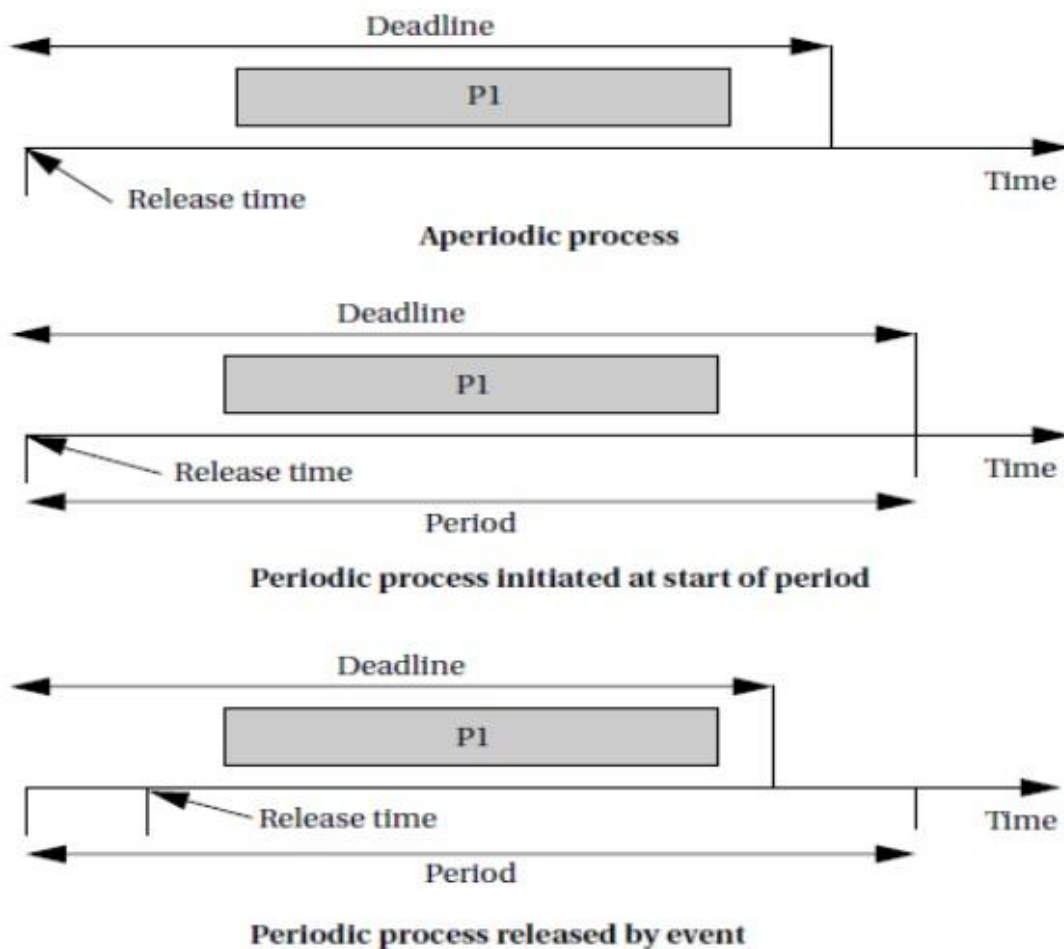 Deadline
P1
Time
Release time
Aperiodic process
Deadline
P1
Release time
Time
Period
Periodic process initiated at start of period
Deadline
P1
Release time
Time
Period
Periodic process released by event